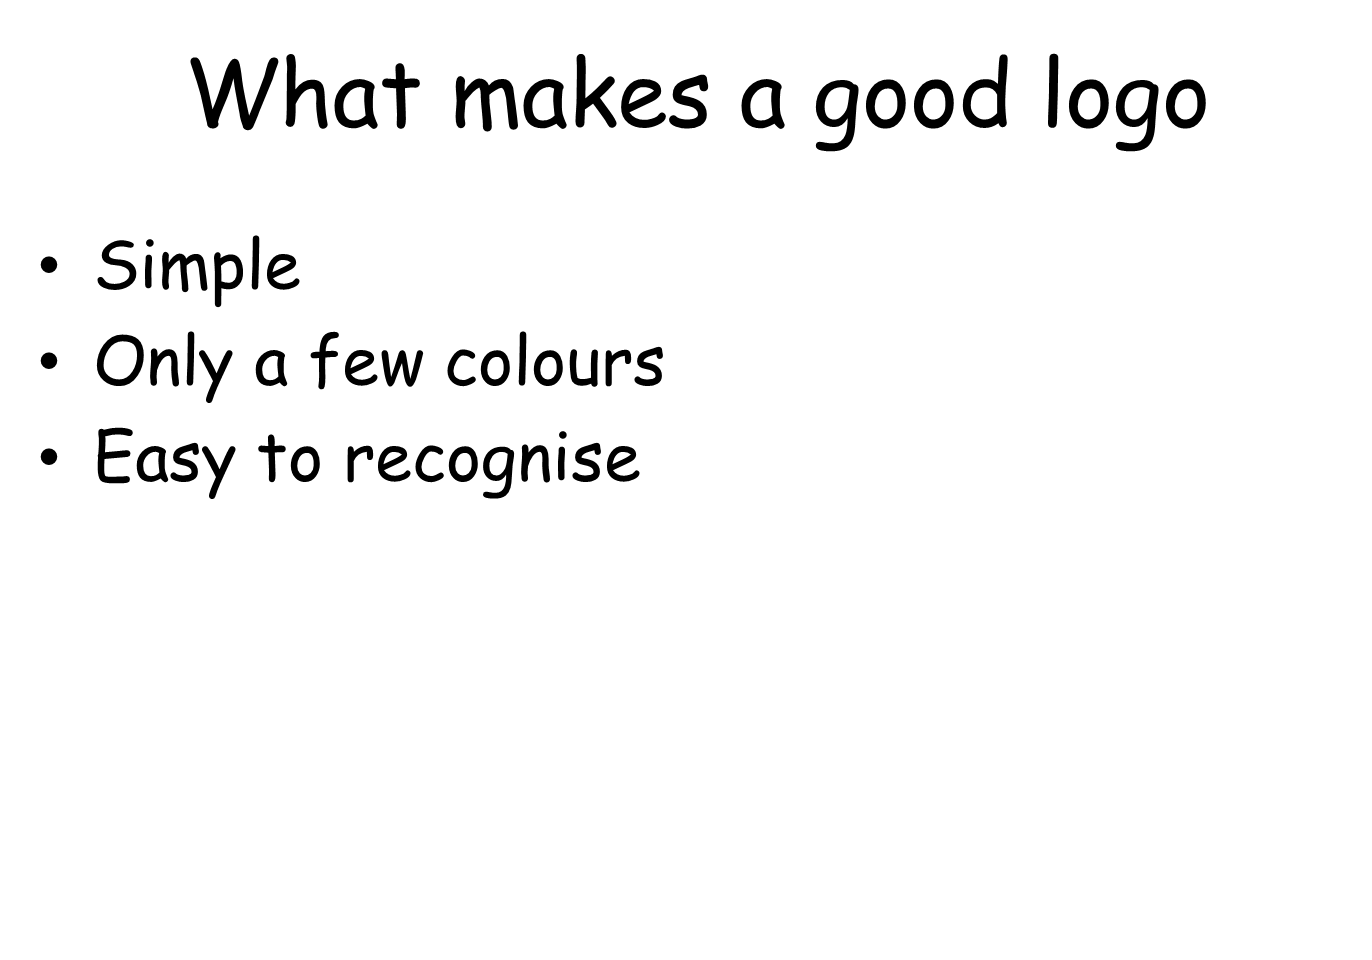 What makes a good logo
• Simple
• Only a few colours
• Easy to recognise